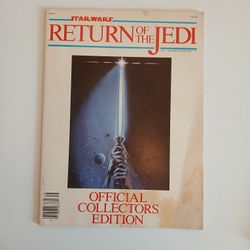 STAR WARS
RETURN OF THE JEDI
OFFICIAL
COLLECTORS
EDITION